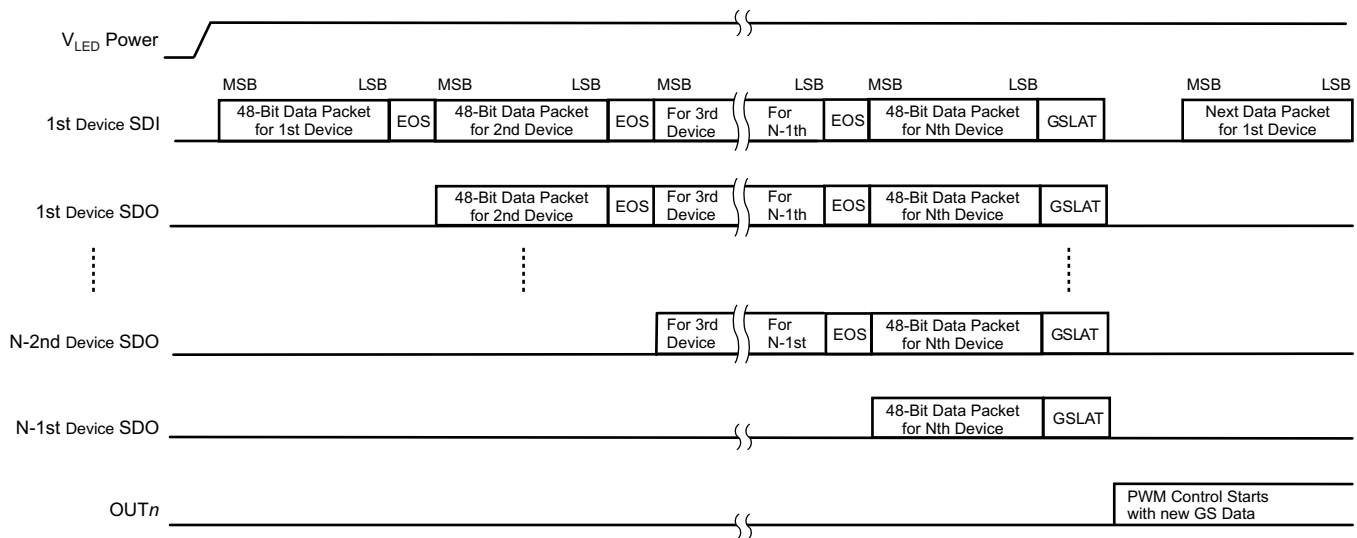 VLED Power
MSB LSB MSB LSB MSB LSB MSB LSB MSB LSB
1st Device SDI
48-Bit Data Packet
for 1st Device
EOS
48-Bit Data Packet
for 2nd Device
EOS
For 3rd
Device
For
N-1th
EOS
48-Bit Data Packet
for Nth Device
GSLAT
Next Data Packet
for 1st Device
1st Device SDO
48-Bit Data Packet
for 2nd Device
EOS
For 3rd
Device
For
N-1th
EOS
48-Bit Data Packet
for Nth Device
GSLAT
N-2nd Device SDO
For 3rd
Device
For
N-1st
EOS
48-Bit Data Packet
for Nth Device
GSLAT
N-1st Device SDO
48-Bit Data Packet
for Nth Device
GSLAT
OUTn
PWM Control Starts
with new GS Data